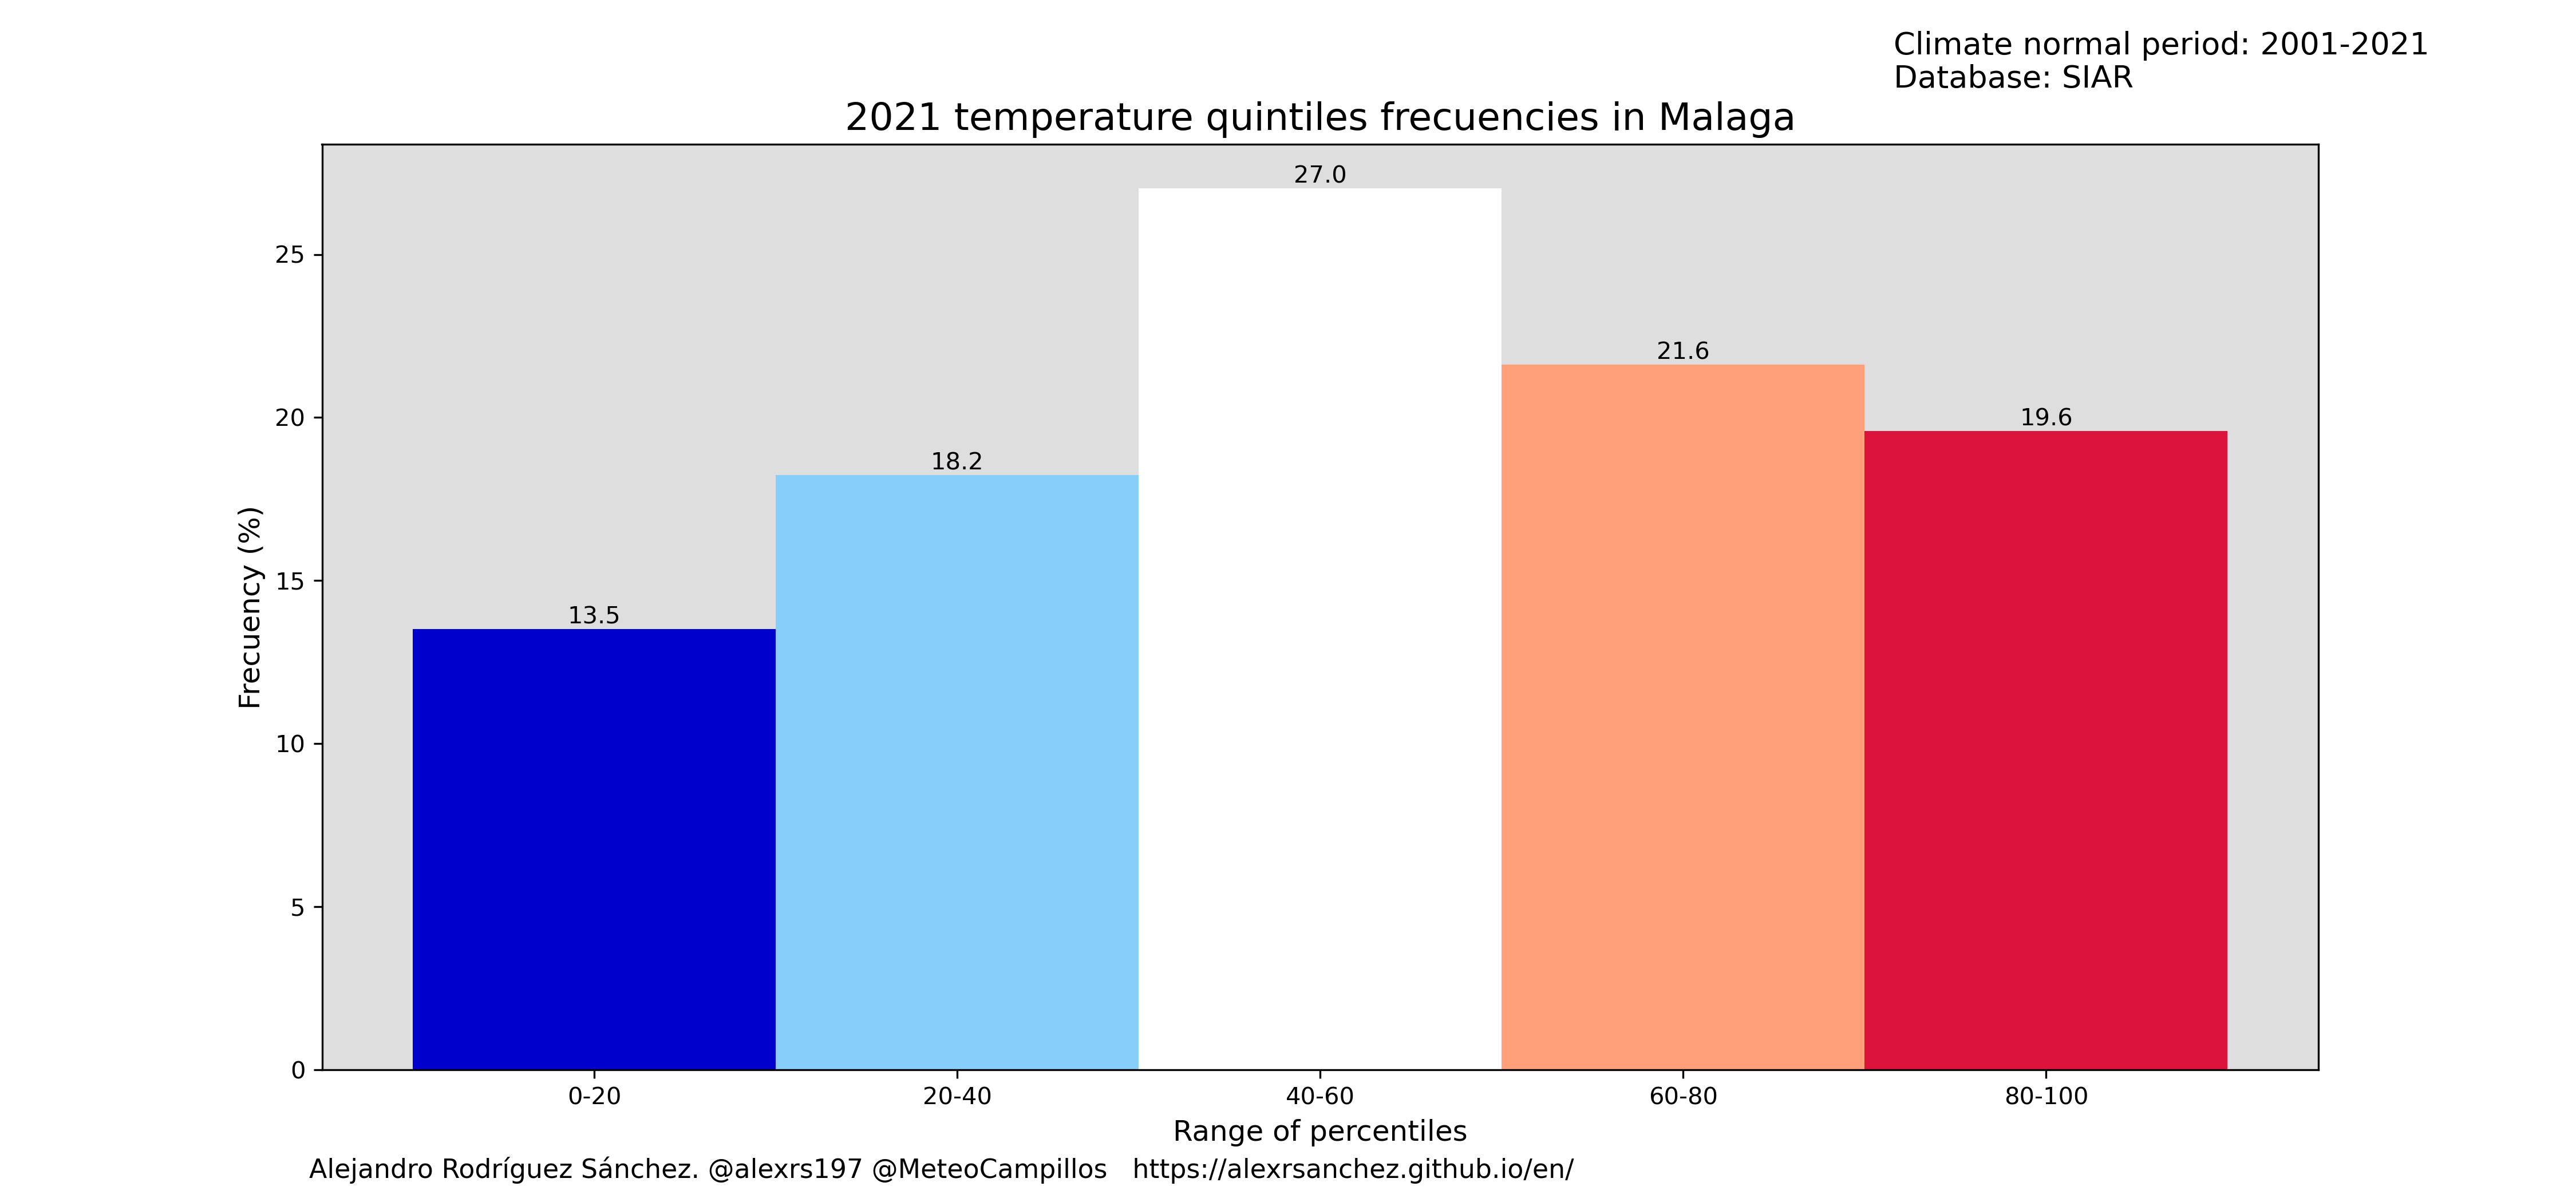 Climate normal period: 2001-2021
Database: SIAR
2021 temperature quintiles frecuencies in Malaga
27.0
25
21.6
20
19.6
18.2
Frecuency (%)
15
13.5
10
5
0
0-20
20-40
40-60
60-80
80-100
Range of percentiles
Alejandro Rodríguez Sánchez. @alexrs197 @MeteoCampillos https://alexrsanchez.github.io/en/